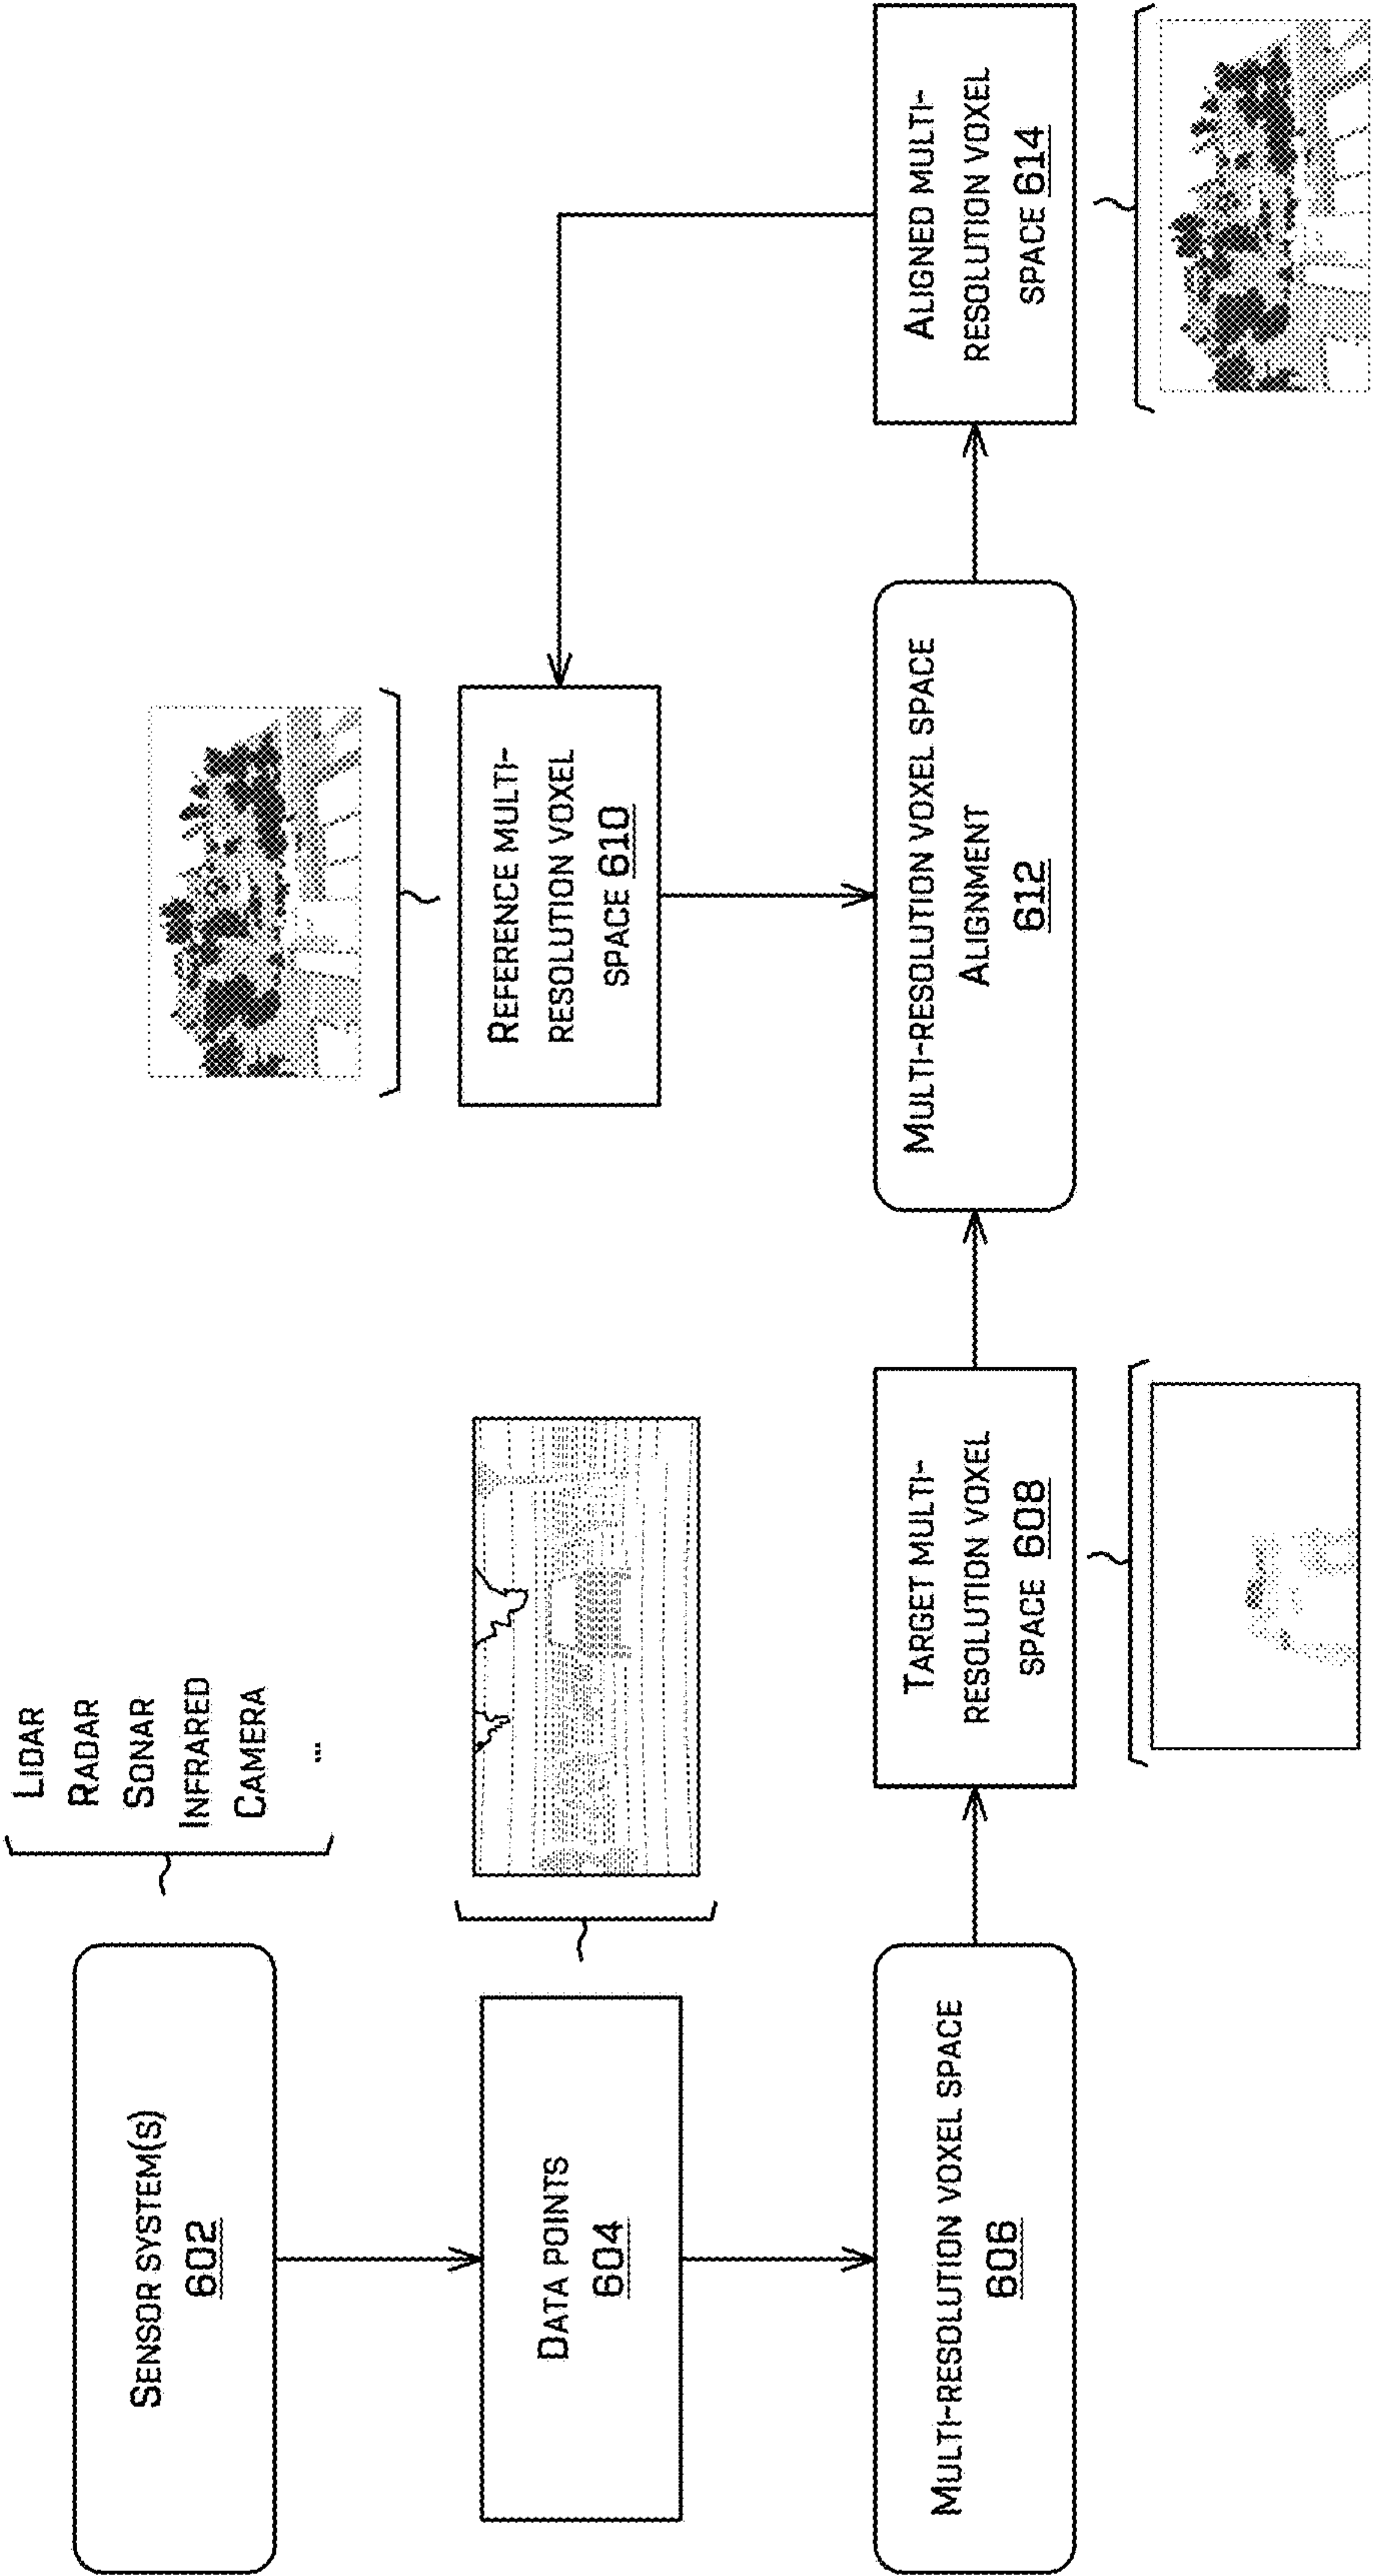 SENSOR SYSTEM(S)
602
LIDAR
RADAR
SONAR
INFRARED
CAMERA
...
DATA POINTS
604
MULTI-RESOLUTION VOXEL SPACE
606
TARGET MULTI-
RESOLUTION VOXEL
SPACE 608
REFERENCE MULTI-
RESOLUTION VOXEL
SPACE 610
MULTI-RESOLUTION VOXEL SPACE
ALIGNMENT
612
ALIGNED MULTI-
RESOLUTION VOXEL
SPACE 614